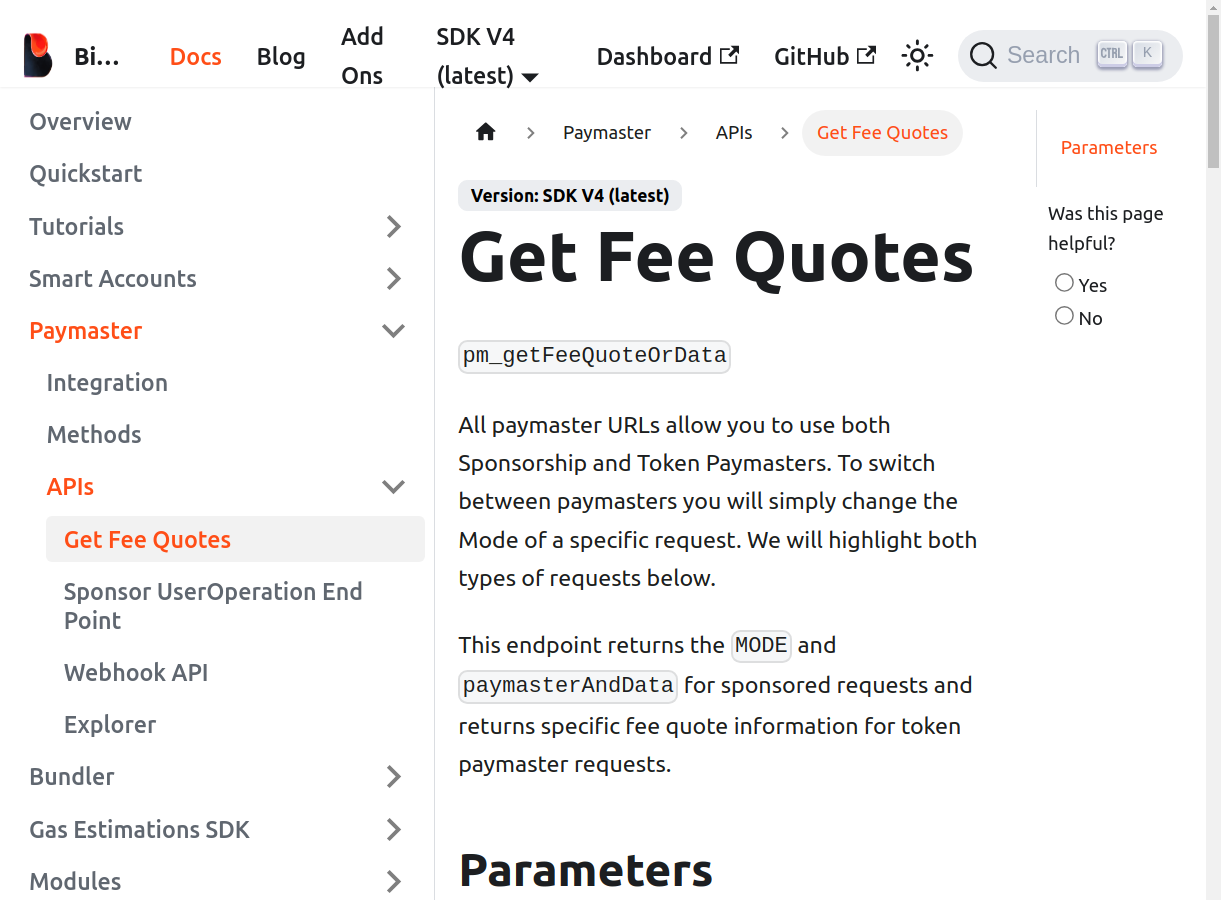 Bi...
Docs
Blog
Add
Ons
SDK V4
(latest)
Dashboard
GitHub
Search
CTRL
K
Overview
Quickstart
Tutorials
Smart Accounts
Paymaster
Integration
Methods
APIs
Get Fee Quotes
Sponsor UserOperation End
Point
Webhook API
Explorer
Bundler
Gas Estimations SDK
Modules
Paymaster
APIs
Get Fee Quotes
Version: SDK V4 (latest)
Get Fee Quotes
pm_getFeeQuoteOrData
All paymaster URLs allow you to use both
Sponsorship and Token Paymasters. To switch
between paymasters you will simply change the
Mode of a specific request. We will highlight both
types of requests below.
This endpoint returns the MODE and
paymasterAndData for sponsored requests and
returns specific fee quote information for token
paymaster requests.
Parameters
Parameters
Was this page
helpful?
Yes
No